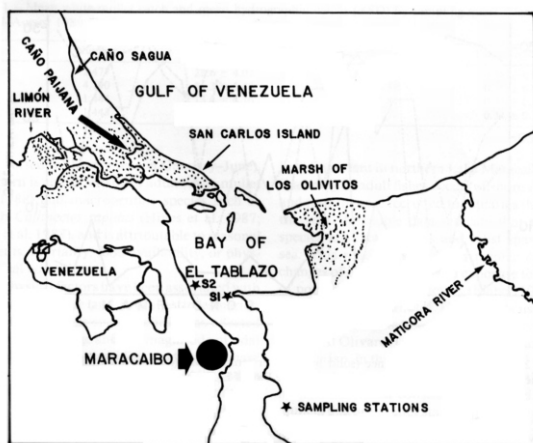 CAÑO SAGUA
CAÑO PAIJANA
GULF OF VENEZUELA
LIMÓN
RIVER
SAN CARLOS ISLAND
MARSH OF
LOS OLIVITOS
BAY OF
EL TABLAZO
VENEZUELA
S2
S1
MATICORA RIVER
MARACAIBO
SAMPLING STATIONS